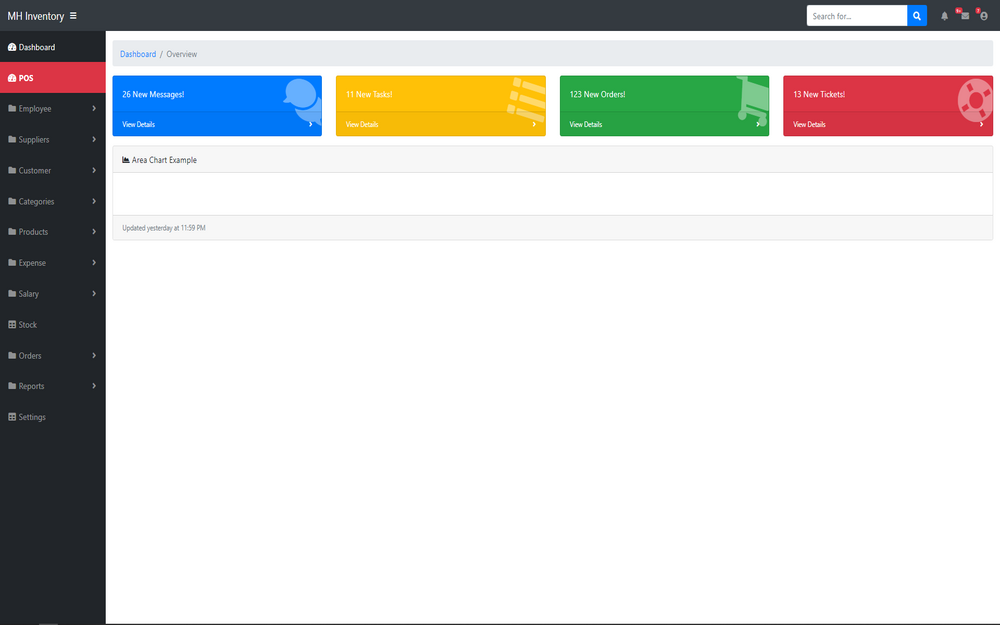 MH Inventory
Search for...
9+
7
Dashboard
POS
Employee
Suppliers
Customer
Categories
Products
Expense
Salary
Stock
Orders
Reports
Settings
Dashboard / Overview
26 New Messages!
View Details
11 New Tasks!
View Details
123 New Orders!
View Details
13 New Tickets!
View Details
Area Chart Example
Updated yesterday at 11:59 PM